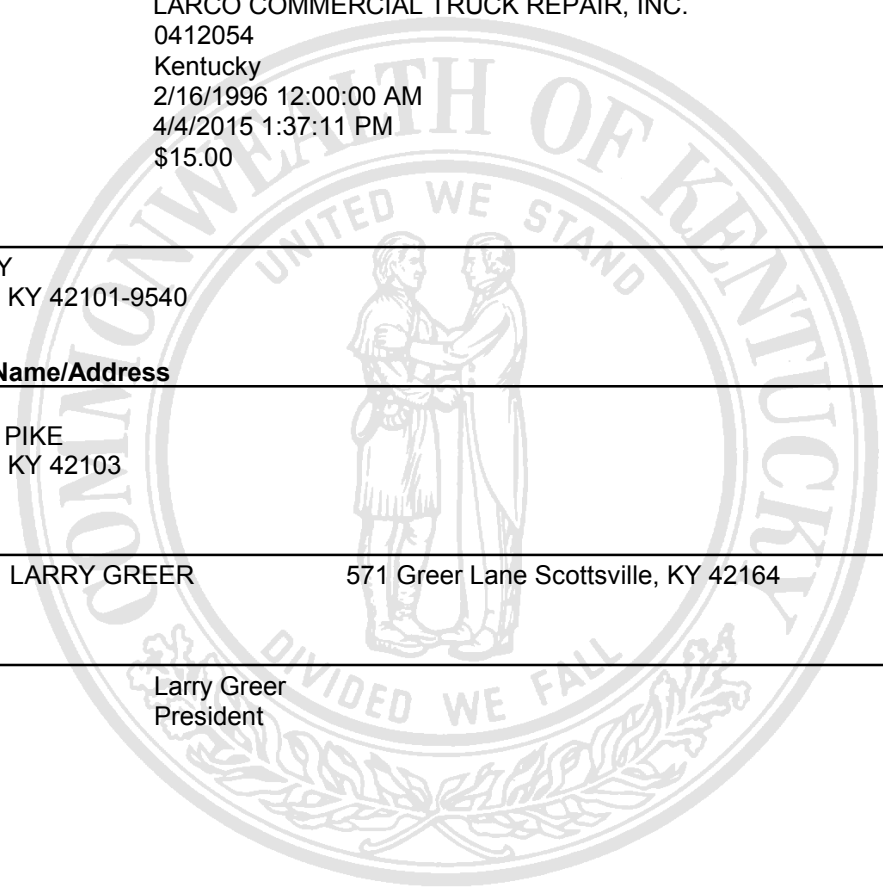 LARCO COMMERCIAL TRUCK REPAIR, INC.
0412054
Kentucky
2/16/1996 12:00:00 AM
4/4/2015 1:37:11 PM
$15.00
Y
KY 42101-9540
Name/Address
PIKE
KY 42103
LARRY GREER 571 Greer Lane Scottsville, KY 42164
Larry Greer
President
COMMONWEALTH OF KENTUCKY
UNITED WE STAND
DIVIDED WE FALL